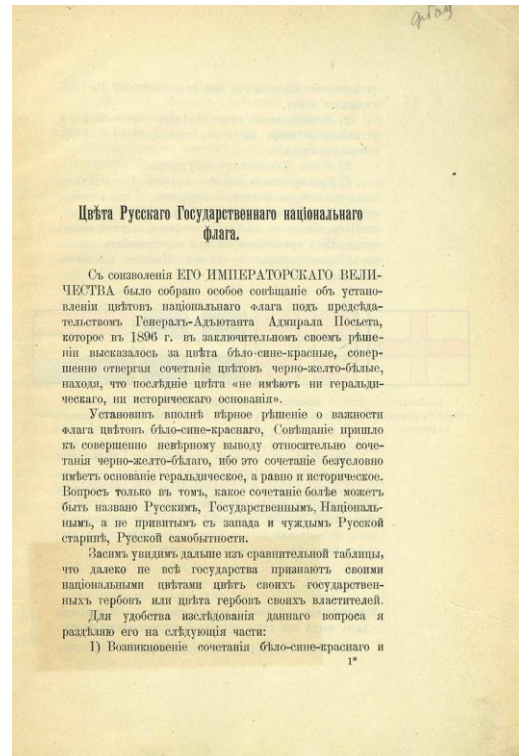 Цвѣта Русскаго Государственнаго національнаго
флага.
Съ соизволенія ЕГО ИМПЕРАТОРСКАГО ВЕЛИ-
ЧЕСТВА было собрано особое совѣщаніе объ устано-
вленіи цвѣтовъ національнаго флага подъ предсѣда-
тельствомъ Генералъ-Адъютанта Адмирала Посьета,
которое въ 1896 г. въ заключительномъ своемъ рѣше-
ніи высказалось за цвѣта бѣло-сине-красные, совер-
шенно отвергая сочетаніе цвѣтовъ черно-желто-бѣлые,
находя, что послѣдніе цвѣта «не имѣютъ ни геральди-
ческаго, ни историческаго основанія».
Установивъ вполнѣ вѣрное рѣшеніе о важности
флага цвѣтовъ бѣло-сине-краснаго, Совѣщаніе пришло
къ совершенно невѣрному выводу относительно соче-
танія черно-желто-бѣлаго, ибо это сочетаніе безусловно
имѣетъ основаніе геральдическое, а равно и историческое.
Вопросъ только въ томъ, какое сочетаніе болѣе можетъ
быть названо Русскимъ, Государственнымъ, Національ-
нымъ, а не привитымъ съ запада и чуждымъ Русской
старинѣ, Русской самобытности.
Засимъ увидимъ дальше изъ сравнительной таблицы,
что далеко не всѣ государства признаютъ своими
національными цвѣтами цвѣтъ своихъ государствен-
ныхъ гербовъ или цвѣта гербовъ своихъ властителей.
Для удобства изслѣдованія даннаго вопроса я
раздѣляю его на слѣдующія части:
1) Возникновеніе сочетанія бѣло-сине-краснаго и
1*